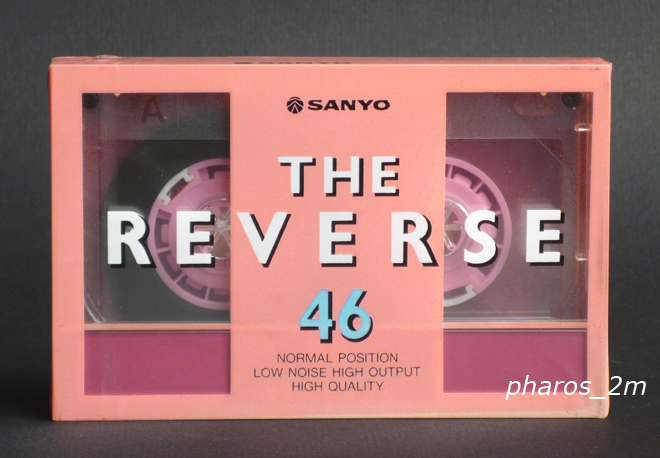 A
SANYO
THE
REVERSE
46
NORMAL POSITION
LOW NOISE HIGH OUTPUT
HIGH QUALITY
pharos_2m